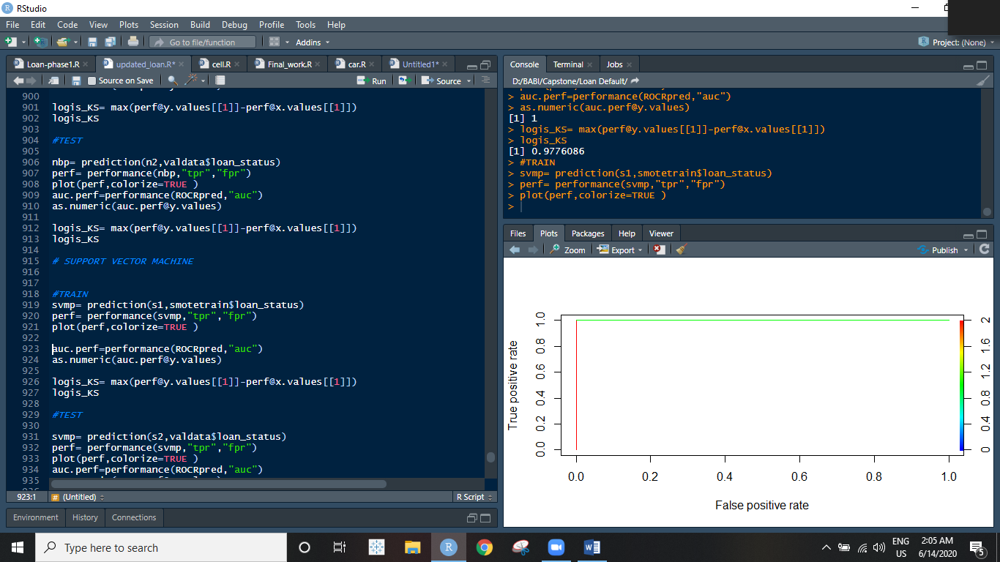 RStudio
File Edit Code View Plots Session Build Debug Profile Tools Help
Go to file/function Addins Project: (None)
Loan-phase1.R updated_loan.R* cell.R Final_work.R car.R Untitled1*
Source on Save Run Source
900
901 logis_KS= max(perf@y.values[[1]]-perf@x.values[[1]])
902 logis_KS
903
904 #TEST
905
906 nbp= prediction(n2,valdata$loan_status)
907 perf= performance(nbp,"tpr","fpr")
908 plot(perf,colorize=TRUE )
909 auc.perf=performance(ROCRpred,"auc")
910 as.numeric(auc.perf@y.values)
911
912 logis_KS= max(perf@y.values[[1]]-perf@x.values[[1]])
913 logis_KS
914
915 # SUPPORT VECTOR MACHINE
916
917
918 #TRAIN
919 svmp= prediction(s1,smotetrain$loan_status)
920 perf= performance(svmp,"tpr","fpr")
921 plot(perf,colorize=TRUE )
922
923 auc.perf=performance(ROCRpred,"auc")
924 as.numeric(auc.perf@y.values)
925
926 logis_KS= max(perf@y.values[[1]]-perf@x.values[[1]])
927 logis_KS
928
929 #TEST
930
931 svmp= prediction(s2,valdata$loan_status)
932 perf= performance(svmp,"tpr","fpr")
933 plot(perf,colorize=TRUE )
934 auc.perf=performance(ROCRpred,"auc")
935
923:1 # (Untitled) R Script
Environment History Connections
Console Terminal Jobs
D:/BABI/Capstone/Loan Default/
> auc.perf=performance(ROCRpred,"auc")
> as.numeric(auc.perf@y.values)
[1] 1
> logis_KS= max(perf@y.values[[1]]-perf@x.values[[1]])
> logis_KS
[1] 0.9776086
> #TRAIN
> svmp= prediction(s1,smotetrain$loan_status)
> perf= performance(svmp,"tpr","fpr")
> plot(perf,colorize=TRUE )
>
Files Plots Packages Help Viewer
Zoom Export Publish
True positive rate
0.0 0.2 0.4 0.6 0.8 1.0
0 0.4 0.8 1.2 1.6 2
0.0 0.2 0.4 0.6 0.8 1.0
False positive rate
Type here to search
ENG
US
2:05 AM
6/14/2020
5